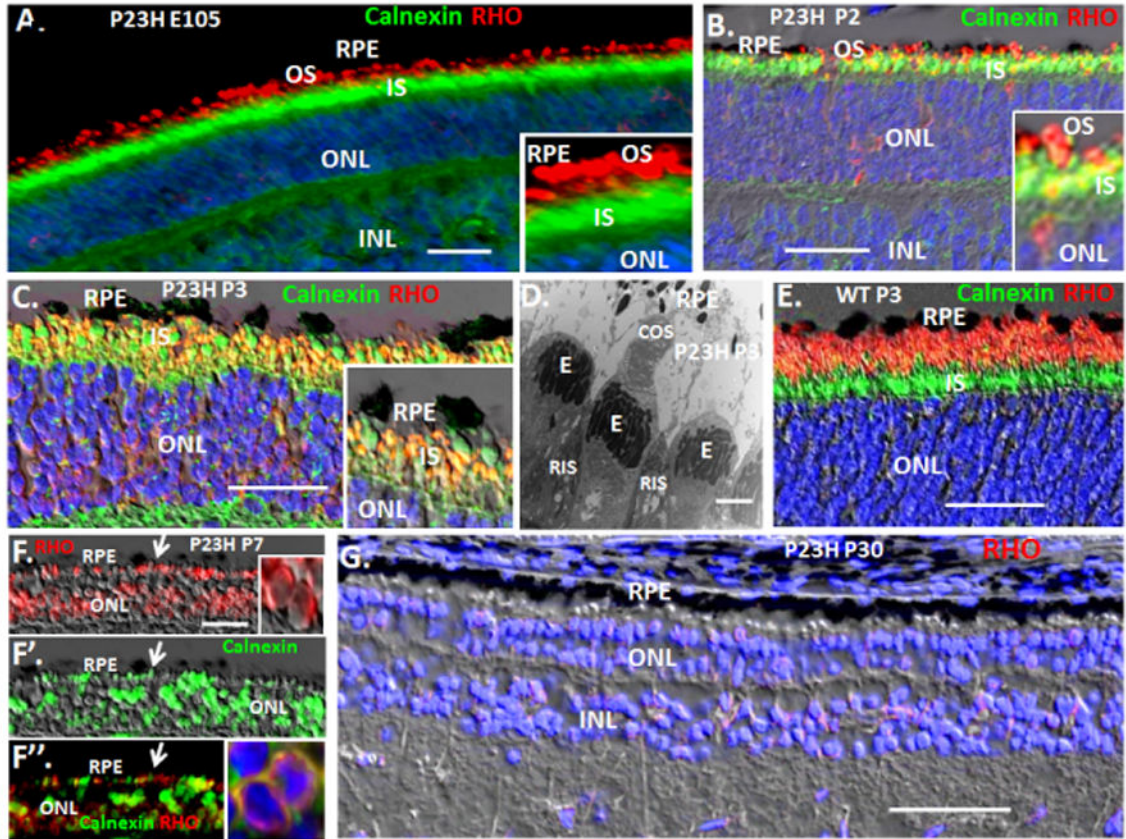 A. P23H E105 Calnexin RHO
RPE
OS
IS
ONL
INL
RPE OS
IS
ONL
B. P23H P2 Calnexin RHO
RPE OS
IS
ONL
INL
OS
IS
ONL
C. RPE P23H P3 Calnexin RHO
IS
ONL
RPE
IS
ONL
D. RPE
COS
P23H P3
E
E
E
RIS
RIS
E. WT P3 Calnexin RHO
RPE
IS
ONL
F. RHO RPE P23H P7
ONL
F'. RPE Calnexin
ONL
F''. RPE
ONL
Calnexin RHO
G. P23H P30 RHO
RPE
ONL
INL